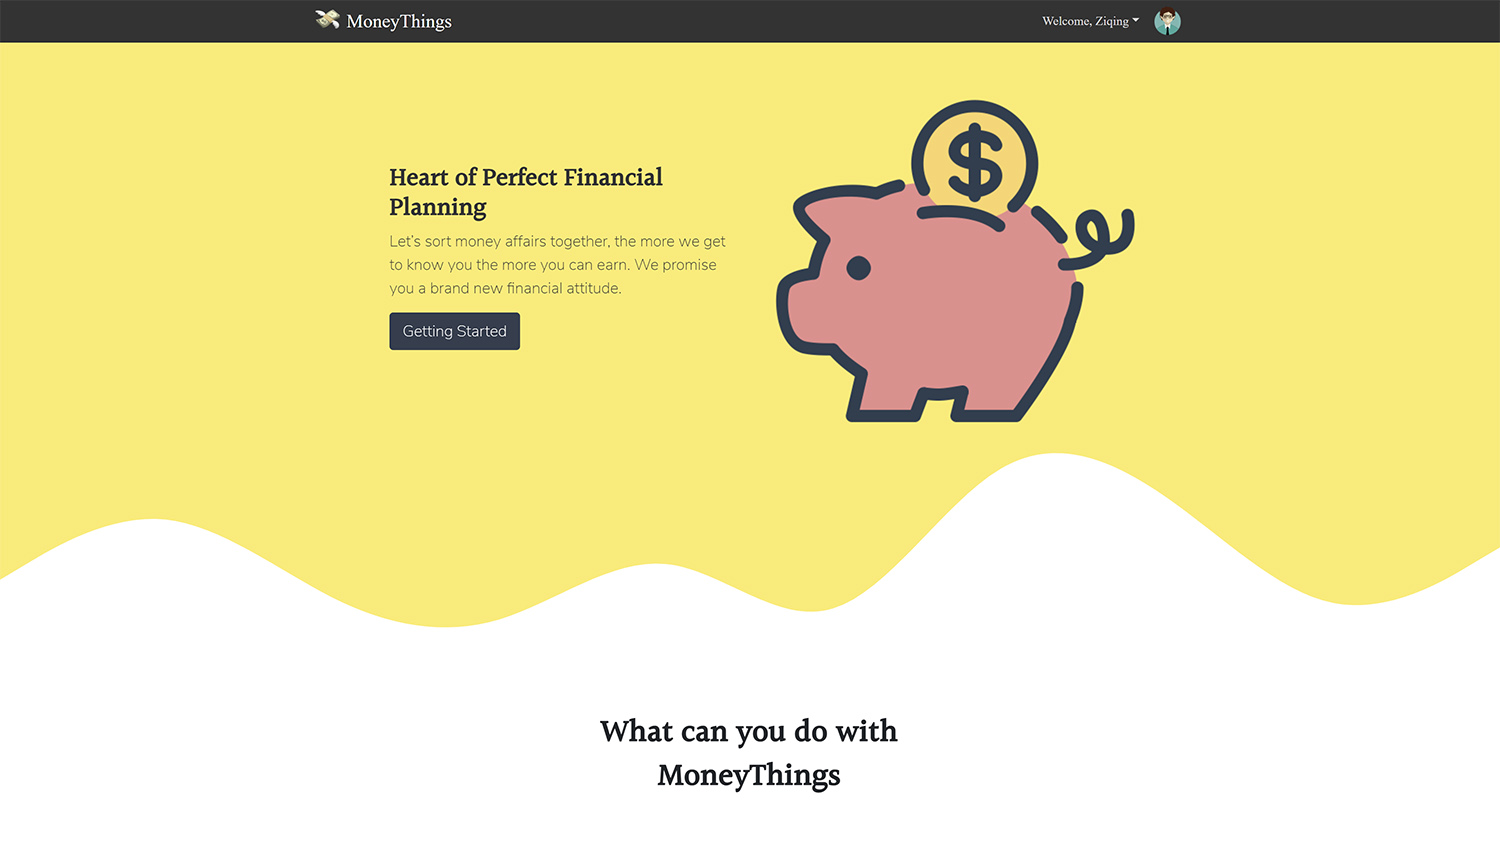 MoneyThings
Welcome, Ziqing
Heart of Perfect Financial
Planning
Let's sort money affairs together, the more we get
to know you the more you can earn. We promise
you a brand new financial attitude.
Getting Started
$
What can you do with
MoneyThings